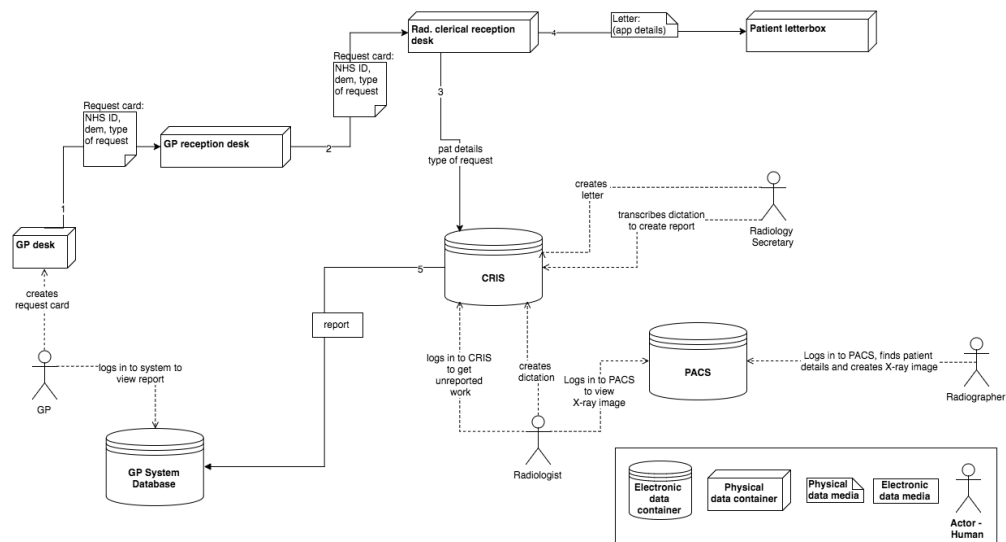 Rad. clerical reception
desk
4
Letter:
(app details)
Patient letterbox
Request card:
NHS ID,
dem, type
of request
3
Request card:
NHS ID,
dem, type
of request
GP reception desk
2
pat details
type of request
1
creates
letter
transcribes dictation
to create report
Radiology
Secretary
GP desk
CRIS
5
creates
request card
report
logs in to CRIS
to get
unreported
work
creates
dictation
Logs in to PACS
to view
X-ray image
PACS
Logs in to PACS, finds patient
details and creates X-ray image
Radiographer
logs in to system to
view report
GP
GP System
Database
Radiologist
Electronic
data
container
Physical
data container
Physical
data media
Electronic
data media
Actor -
Human